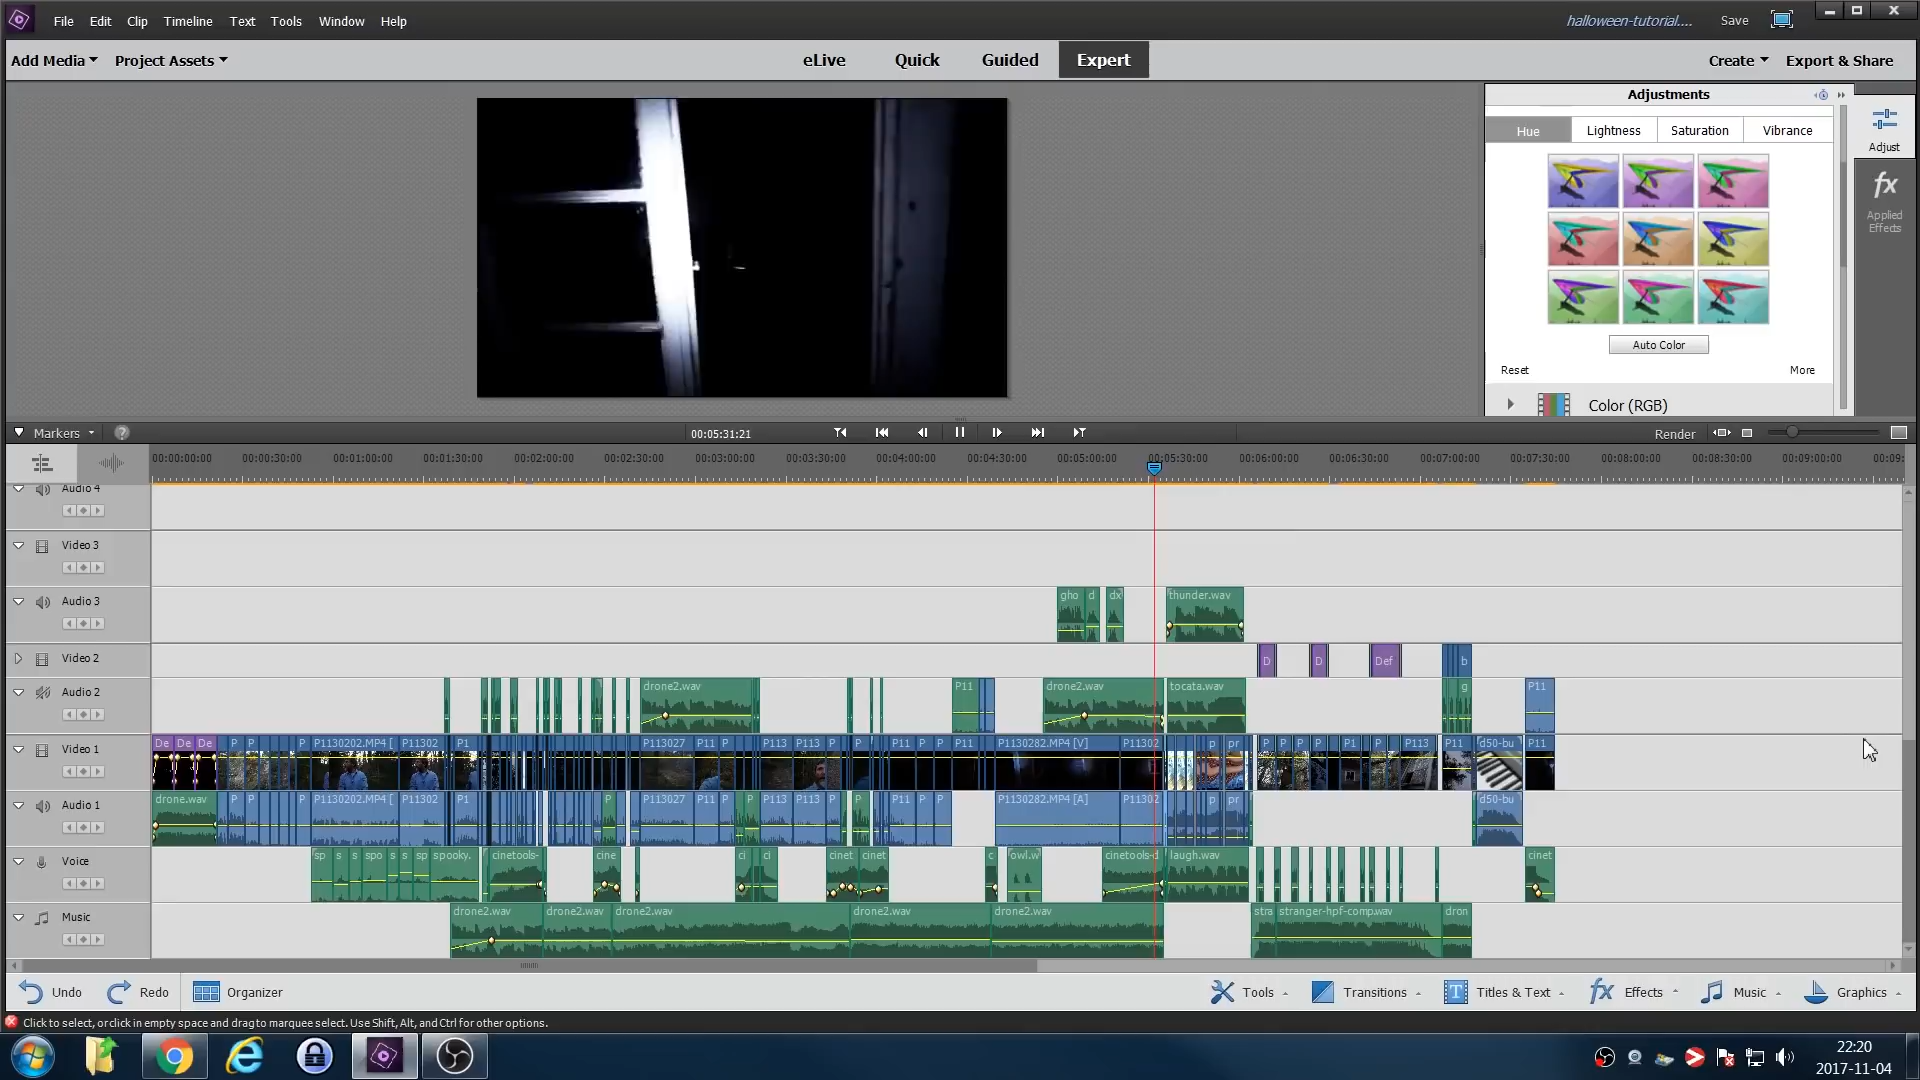 File Edit Clip Timeline Text Tools Window Help halloween-tutorial.... Save
Add Media Project Assets eLive Quick Guided Expert Create Export & Share
Adjustments
Hue Lightness Saturation Vibrance
Adjust
fx
Applied
Effects
Auto Color
Reset More
Color (RGB)
Markers ? 00:05:31:21 Render
00:00:00:00 00:00:30:00 00:01:00:00 00:01:30:00 00:02:00:00 00:02:30:00 00:03:00:00 00:03:30:00 00:04:00:00 00:04:30:00 00:05:00:00 00:05:30:00 00:06:00:00 00:06:30:00 00:07:00:00 00:07:30:00 00:08:00:00 00:08:30:00 00:09:00:00 00:09:
Audio 4
Video 3
Audio 3 gho d dx thunder.wav
Video 2 D D Def b
Audio 2 drone2.wav P11 drone2.wav tocata.wav g P11
Video 1 De De De P P P P1130202.MP4 [ P11302 P1 P113027 P11 P P113 P113 P P P11 P P11 P1130282.MP4 [V] P11302 p pr P P P P P1 P P P113 P11 d50-bu P11
Audio 1 drone.wav P P P P1130202.MP4 [ P11302 P1 P P113027 P11 P P P113 P113 P P P11 P P1130282.MP4 [A] P11302 p pr d50-bu
Voice sp s s spo s s sp spooky. cinetools- cine ci ci cinet cinet c owl.w cinetools-d laugh.wav cinet
Music drone2.wav drone2.wav drone2.wav drone2.wav drone2.wav stra stranger-hpf-comp.wav dron
Undo Redo Organizer Tools Transitions Titles & Text fx Effects Music Graphics
Click to select, or click in empty space and drag to marquee select. Use Shift, Alt, and Ctrl for other options.
22:20
2017-11-04